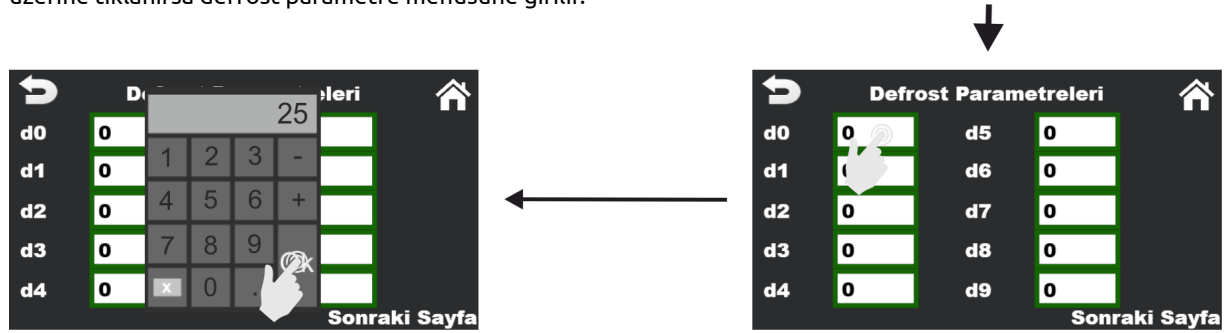 üzerine tıklanırsa defrost parametre menüsüne girilir.
De eleri
25
d0 0
1 2 3 -
d1 0
4 5 6 +
d2 0
7 8 9
d3 0
X 0 .
d4 0
Sonraki Sayfa
Defrost Parametreleri
d0 0 d5 0
d1 d6 0
d2 0 d7 0
d3 0 d8 0
d4 0 d9 0
Sonraki Sayfa